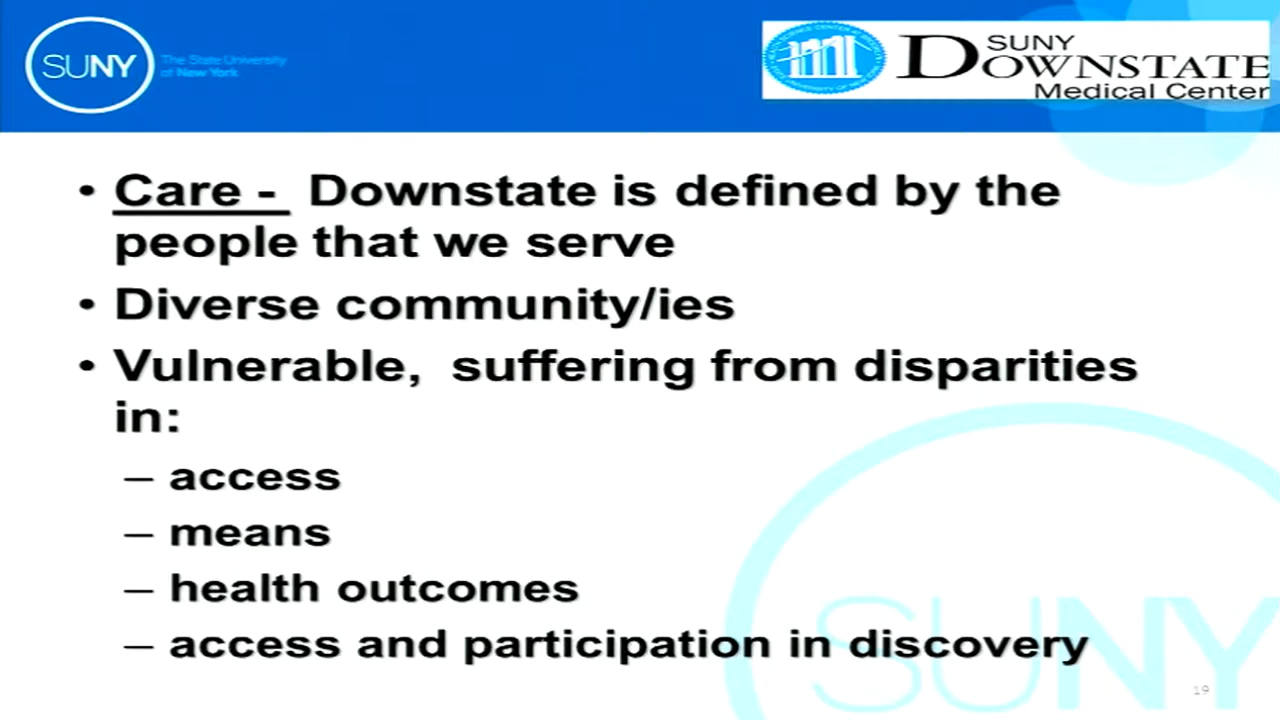 SUNY
The State University
of New York
SUNY
DOWNSTATE
Medical Center
• Care - Downstate is defined by the
people that we serve
• Diverse community/ies
• Vulnerable, suffering from disparities
in:
– access
– means
– health outcomes
– access and participation in discovery
SUNY
19